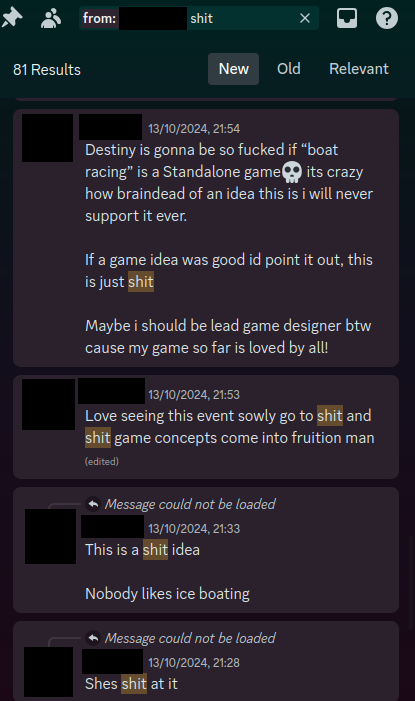 from: shit
81 Results
New
Old
Relevant
13/10/2024, 21:54
Destiny is gonna be so fucked if “boat
racing” is a Standalone game💀 its crazy
how braindead of an idea this is i will never
support it ever.
If a game idea was good id point it out, this
is just shit
Maybe i should be lead game designer btw
cause my game so far is loved by all!
13/10/2024, 21:53
Love seeing this event sowly go to shit and
shit game concepts come into fruition man
(edited)
Message could not be loaded
13/10/2024, 21:33
This is a shit idea
Nobody likes ice boating
Message could not be loaded
13/10/2024, 21:28
Shes shit at it